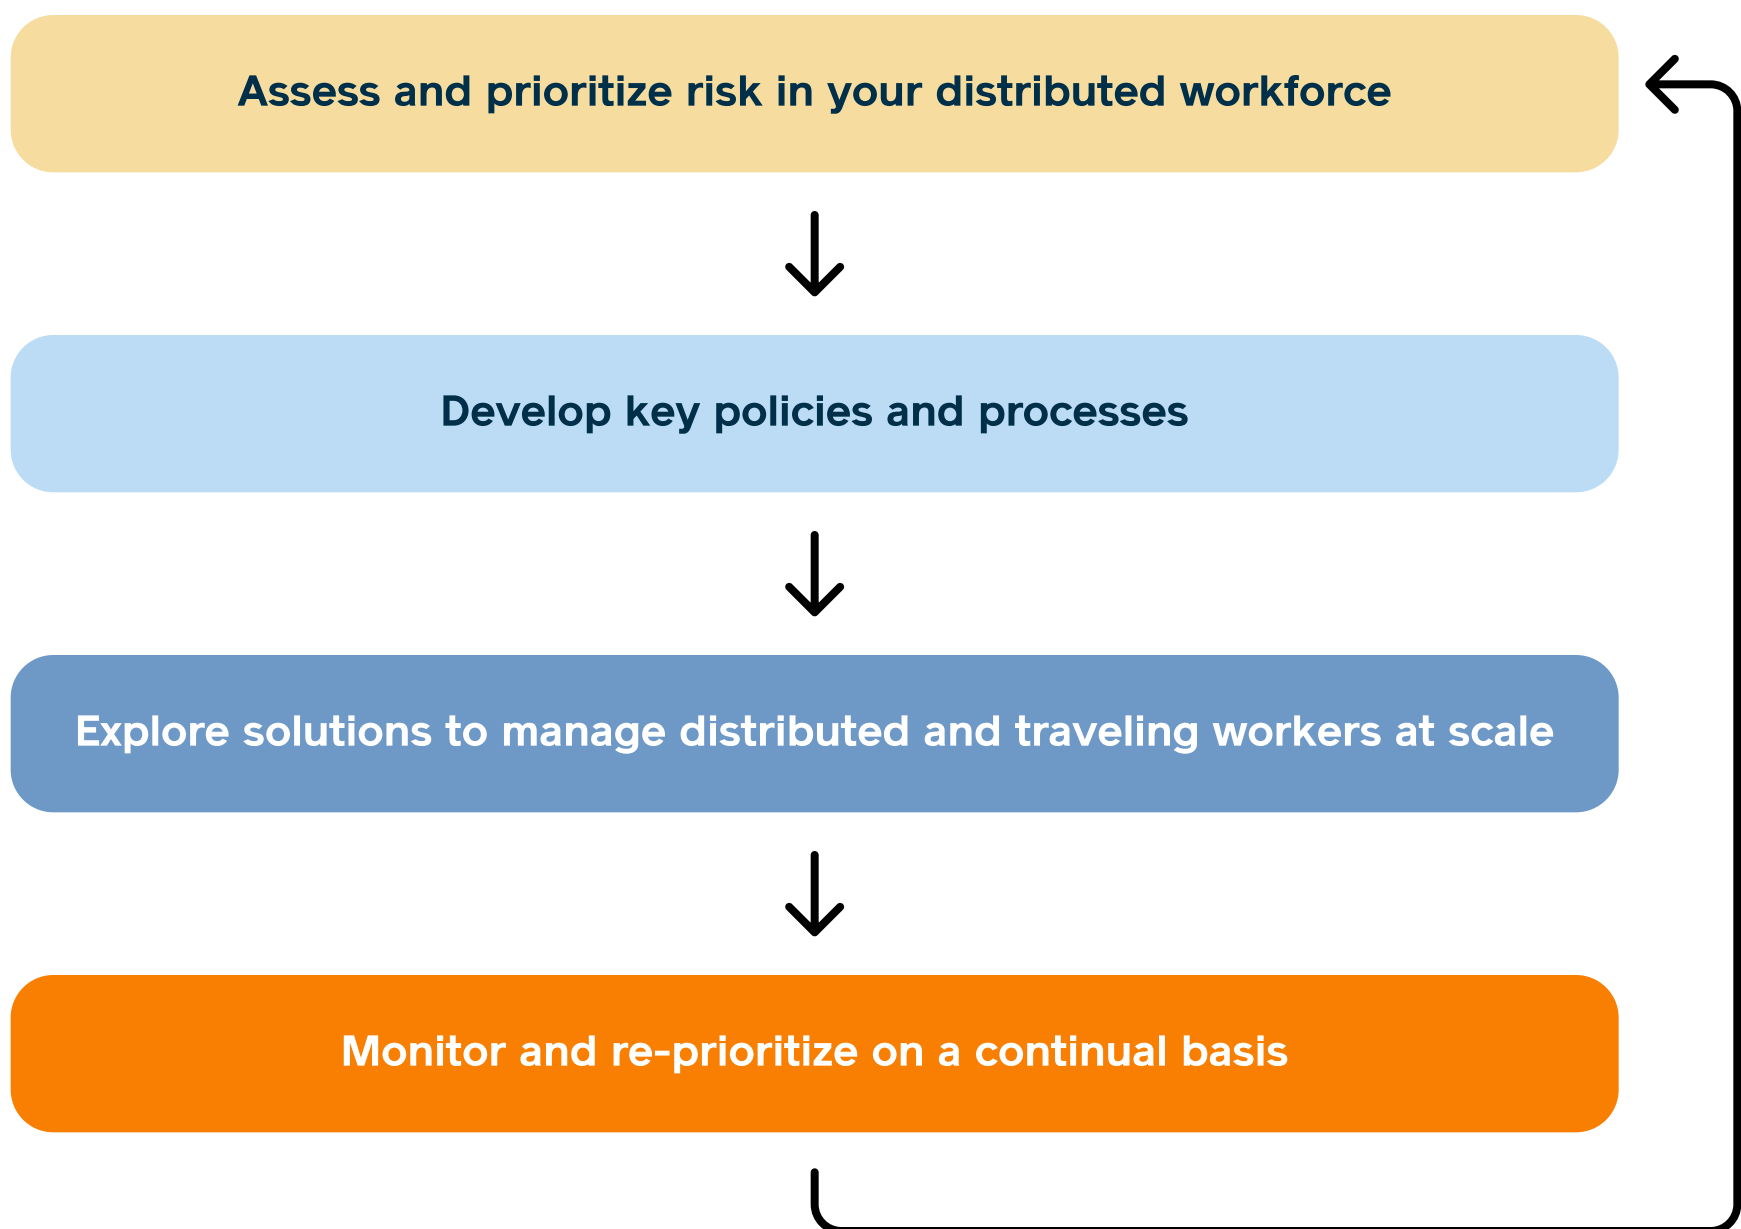 Assess and prioritize risk in your distributed workforce
Develop key policies and processes
Explore solutions to manage distributed and traveling workers at scale
Monitor and re-prioritize on a continual basis